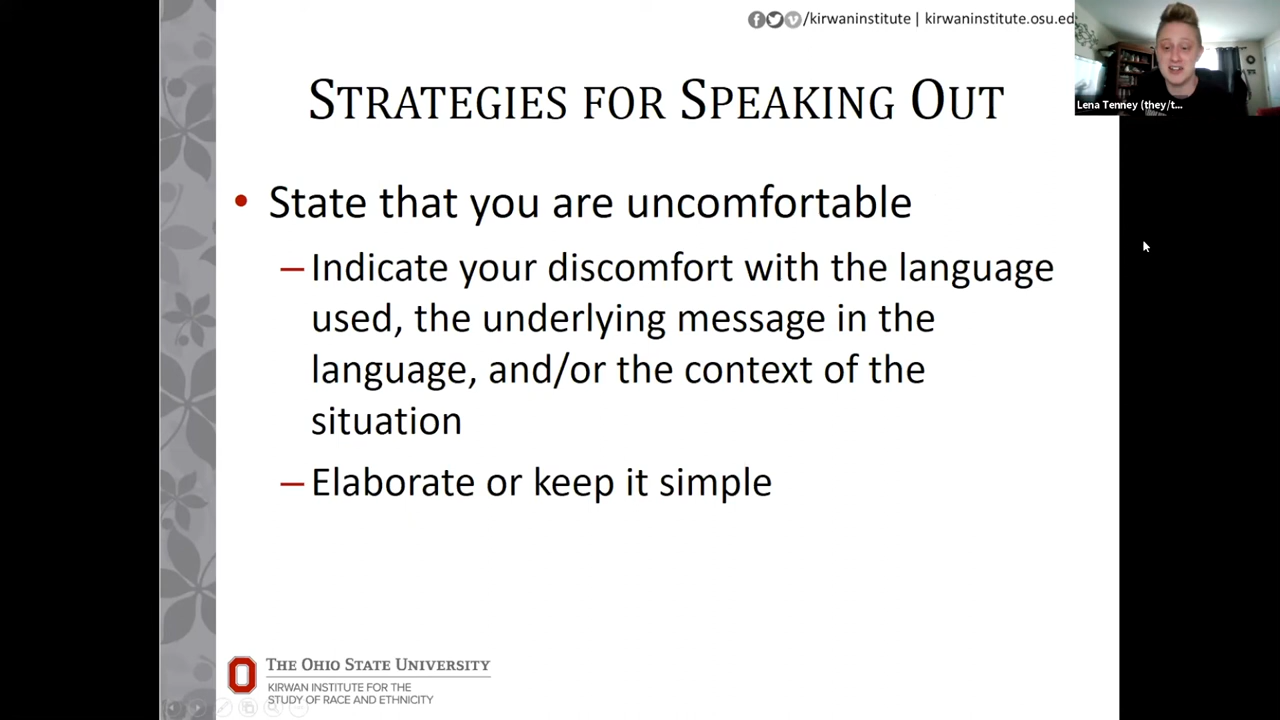 /kirwaninstitute | kirwaninstitute.osu.ed
Lena Tenney (they/t...
STRATEGIES FOR SPEAKING OUT
• State that you are uncomfortable
– Indicate your discomfort with the language
used, the underlying message in the
language, and/or the context of the
situation
– Elaborate or keep it simple
THE OHIO STATE UNIVERSITY
KIRWAN INSTITUTE FOR THE
STUDY OF RACE AND ETHNICITY